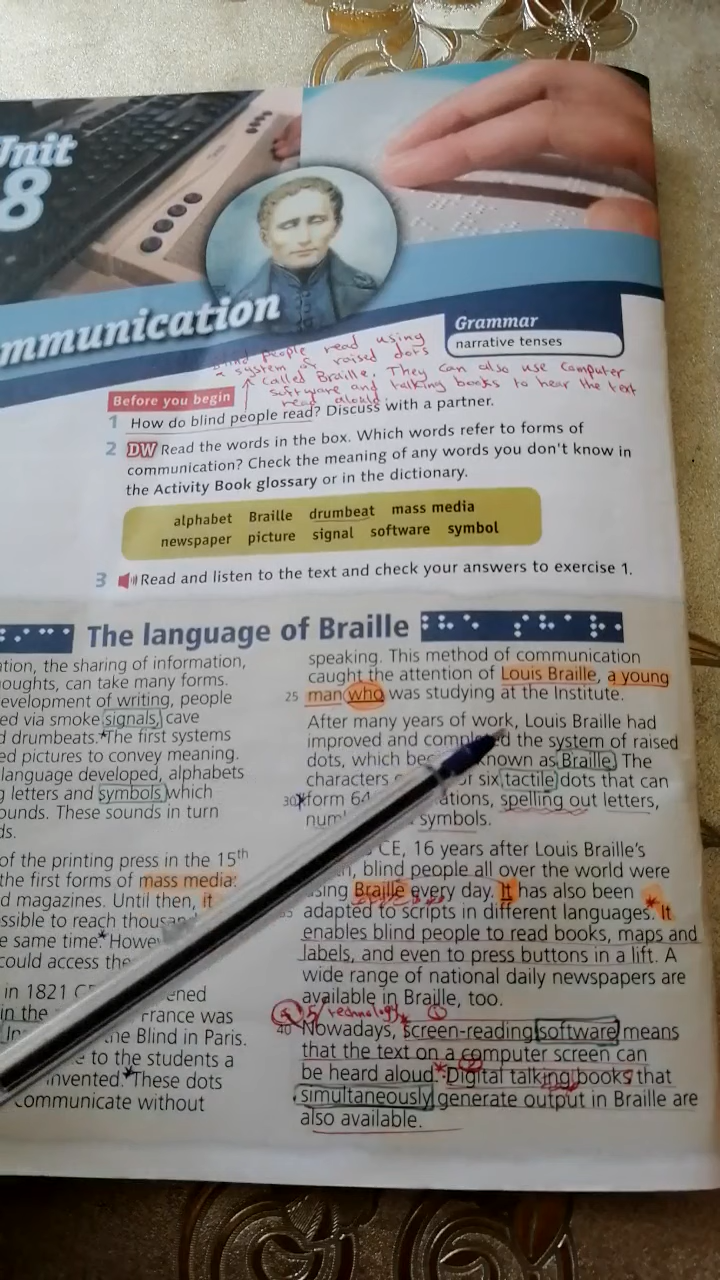 Unit
8
mmunication
Grammar
narrative tenses
people read using
a system of raised dots
called Braille. They can also use computer
software and talking books to hear the text
read aloud.
Before you begin
1 How do blind people read? Discuss with a partner.
2 DW Read the words in the box. Which words refer to forms of
communication? Check the meaning of any words you don't know in
the Activity Book glossary or in the dictionary.
alphabet Braille drumbeat mass media
newspaper picture signal software symbol
3 Read and listen to the text and check your answers to exercise 1.
The language of Braille
tion, the sharing of information,
oughts, can take many forms.
evelopment of writing, people
ed via smoke signals, cave
d drumbeats. The first systems
ed pictures to convey meaning.
language developed, alphabets
g letters and symbols which
ounds. These sounds in turn
ds.
of the printing press in the 15th
the first forms of mass media:
d magazines. Until then, it
ssible to reach thousan
e same time. Howe
could access the
in 1821 C ened
in the France was
In he Blind in Paris.
to the students a
invented. These dots
communicate without
speaking. This method of communication
caught the attention of Louis Braille, a young
25 man who was studying at the Institute.
After many years of work, Louis Braille had
improved and comp d the system of raised
dots, which bec known as Braille. The
characters c of six tactile dots that can
30 form 64 ations, spelling out letters,
num symbols.
CE, 16 years after Louis Braille's
h, blind people all over the world were
using Braille every day. It has also been
35 adapted to scripts in different languages. It
enables blind people to read books, maps and
labels, and even to press buttons in a lift. A
wide range of national daily newspapers are
available in Braille, too.
5/ technology
40 Nowadays, screen-reading software means
that the text on a computer screen can
be heard aloud. Digital talking books that
simultaneously generate output in Braille are
also available.